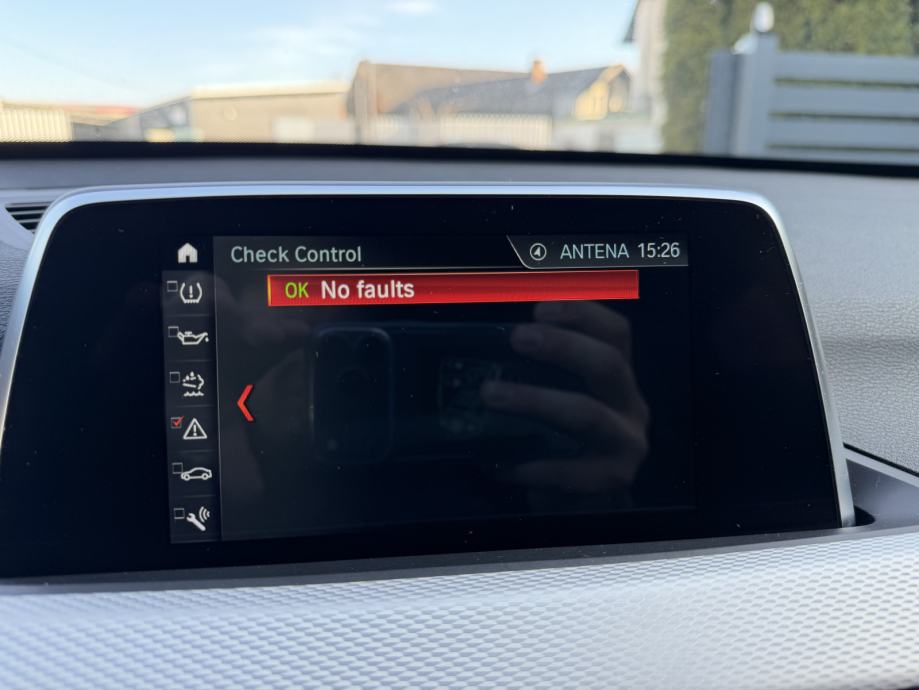 Check Control
ANTENA 15:26
OK No faults